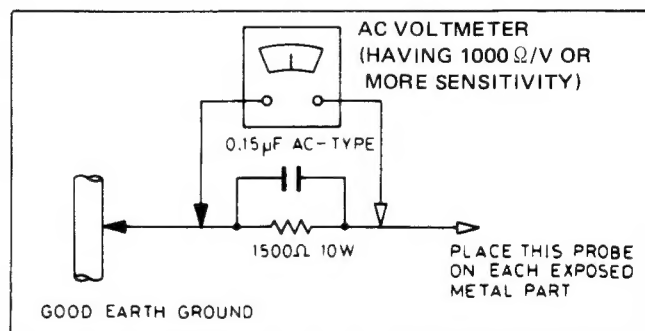 AC VOLTMETER
(HAVING 1000 Ω/V OR
MORE SENSITIVITY)
0.15µF AC-TYPE
1500Ω 10W
PLACE THIS PROBE
ON EACH EXPOSED
METAL PART
GOOD EARTH GROUND